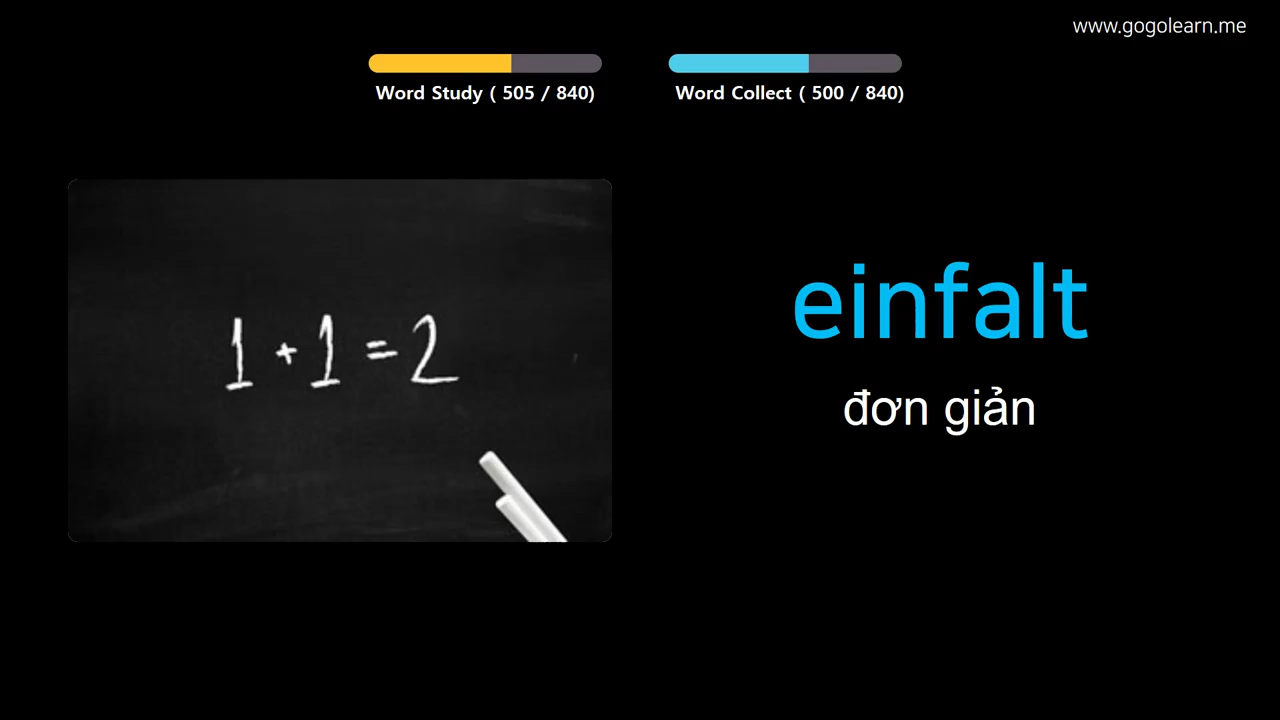 www.gogolearn.me
Word Study ( 505 / 840)
Word Collect ( 500 / 840)
1 + 1 = 2
einfalt
đơn giản